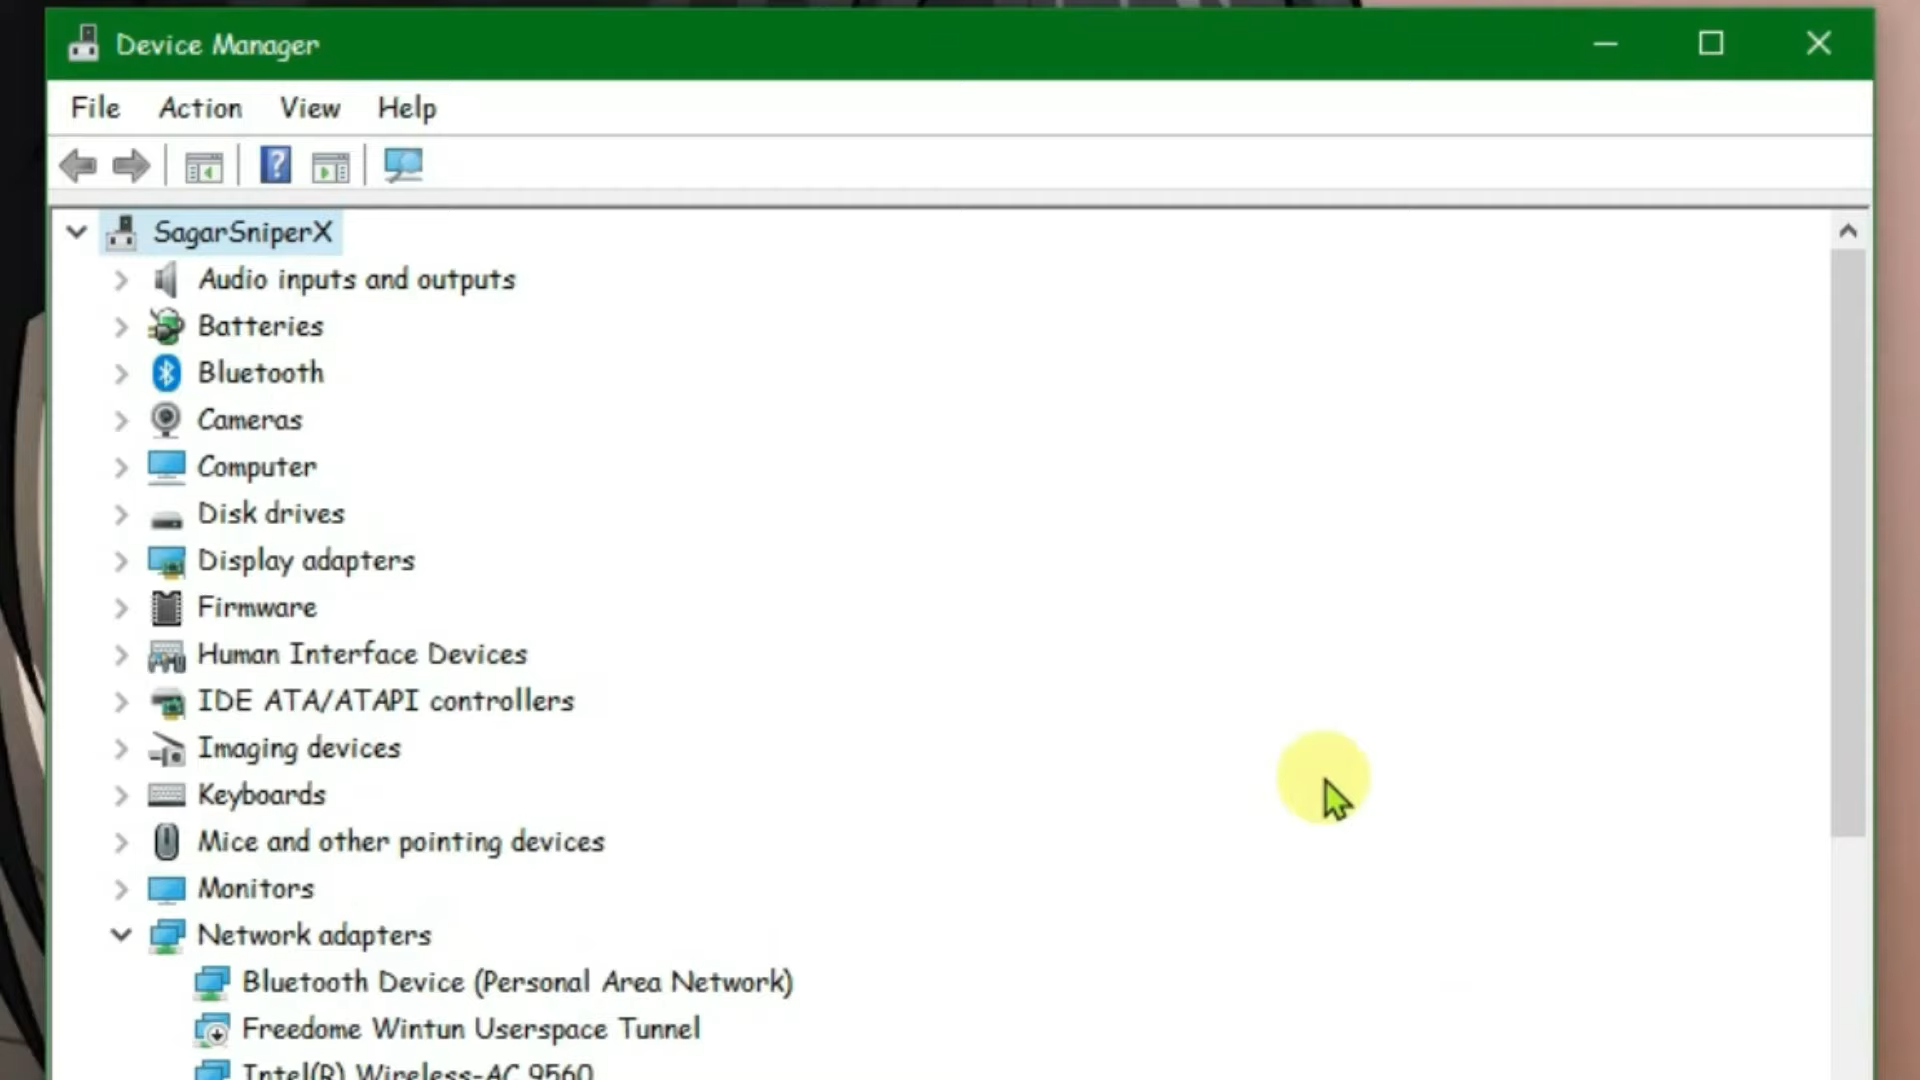 Device Manager
File Action View Help
SagarSniperX
Audio inputs and outputs
Batteries
Bluetooth
Cameras
Computer
Disk drives
Display adapters
Firmware
Human Interface Devices
IDE ATA/ATAPI controllers
Imaging devices
Keyboards
Mice and other pointing devices
Monitors
Network adapters
Bluetooth Device (Personal Area Network)
Freedome Wintun Userspace Tunnel
Intel(R) Wireless-AC 9560